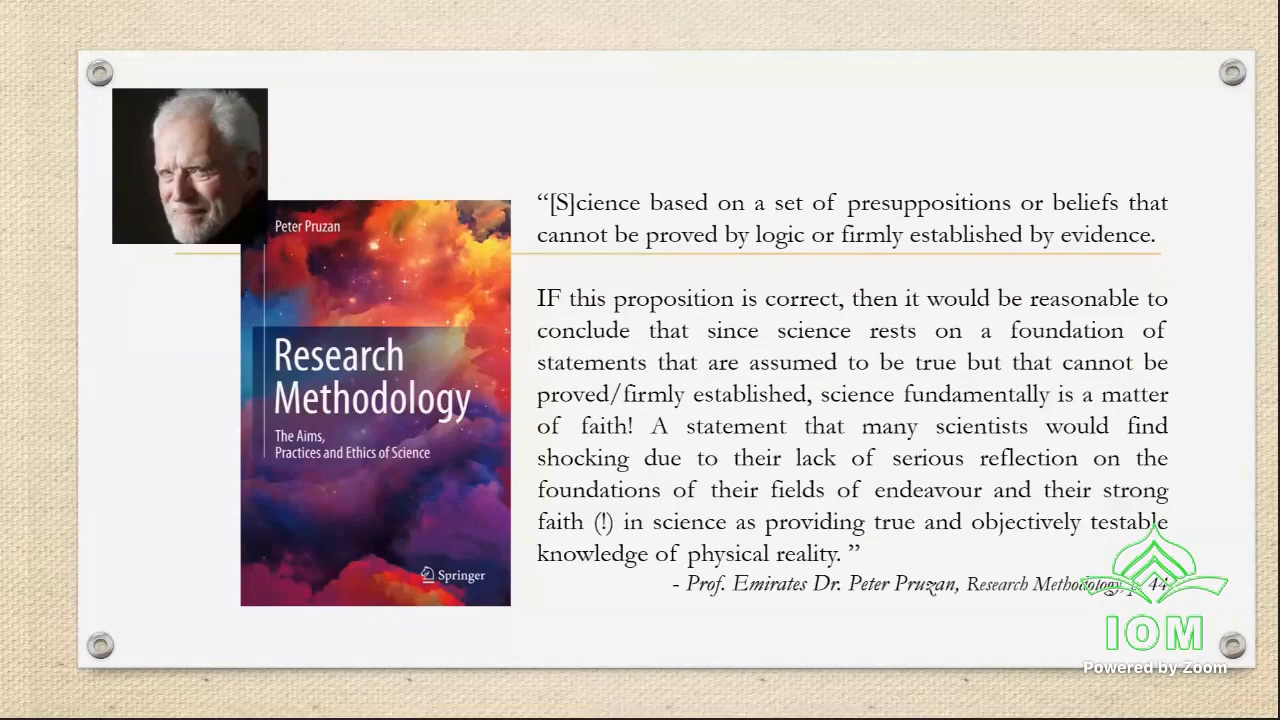 Peter Pruzan
Research
Methodology
The Aims,
Practices and Ethics of Science
Springer
“[S]cience based on a set of presuppositions or beliefs that
cannot be proved by logic or firmly established by evidence.
IF this proposition is correct, then it would be reasonable to
conclude that since science rests on a foundation of
statements that are assumed to be true but that cannot be
proved/firmly established, science fundamentally is a matter
of faith! A statement that many scientists would find
shocking due to their lack of serious reflection on the
foundations of their fields of endeavour and their strong
faith (!) in science as providing true and objectively testable
knowledge of physical reality. ”
- Prof. Emirates Dr. Peter Pruzan, Research Methodology, 44
IOM
Powered by Zoom